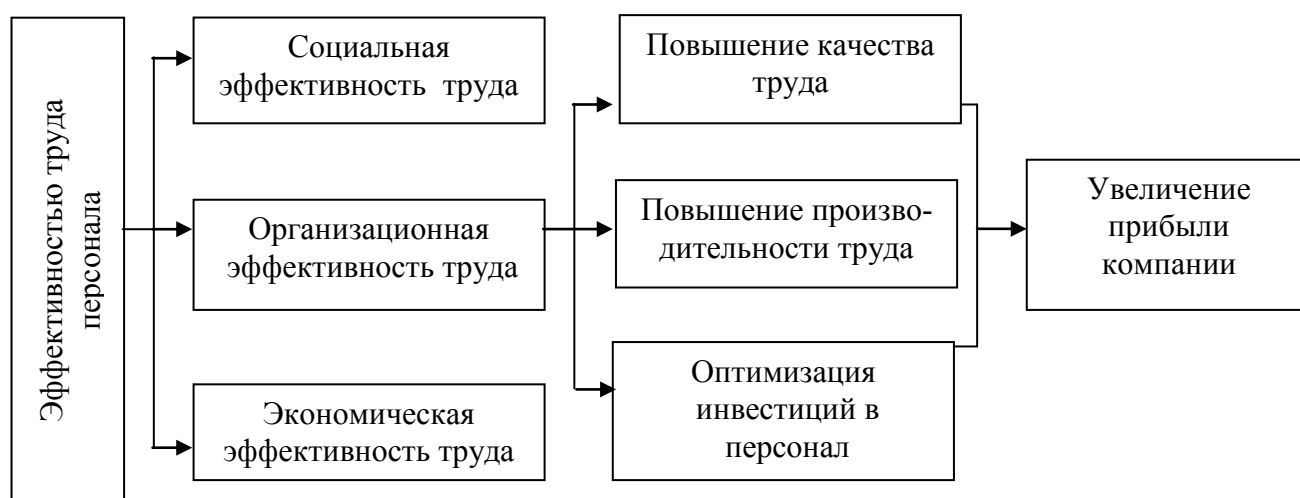 Эффективностью труда
персонала
Социальная
эффективность труда
Организационная
эффективность труда
Экономическая
эффективность труда
Повышение качества
труда
Повышение произво-
дительности труда
Оптимизация
инвестиций в
персонал
Увеличение
прибыли
компании